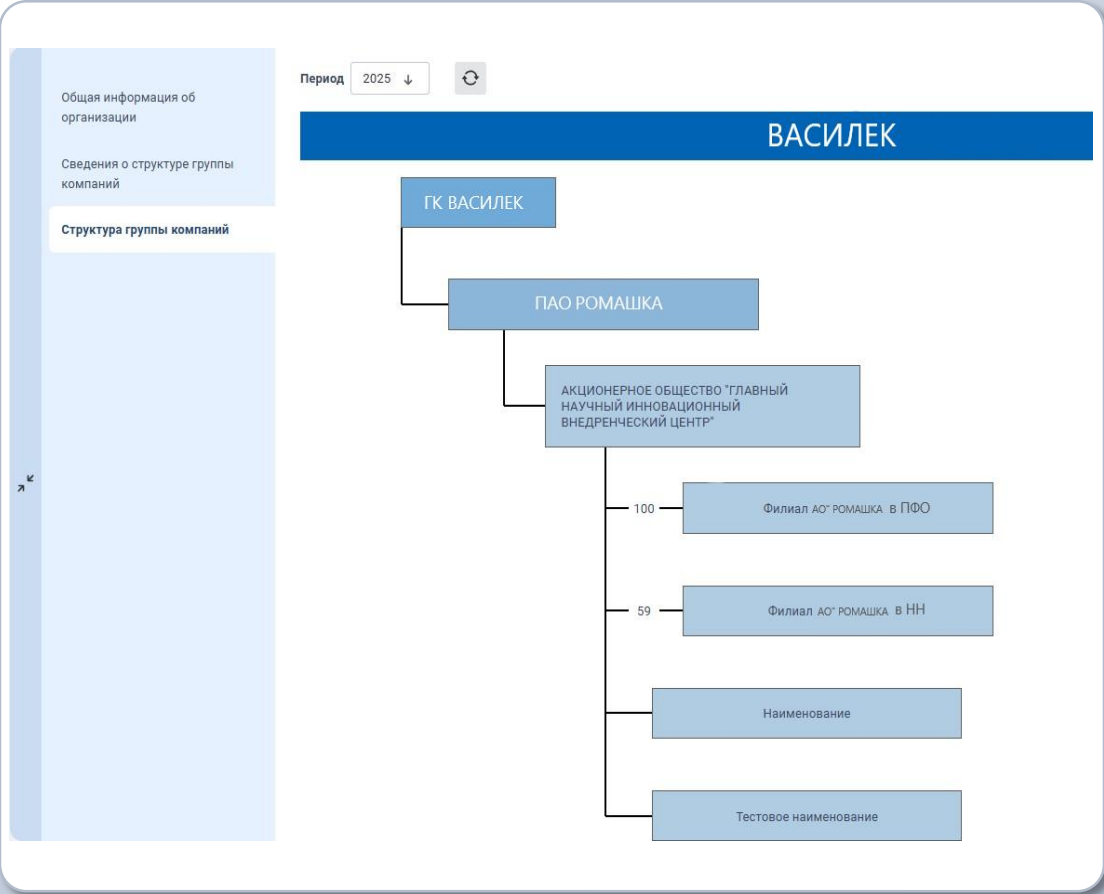 Период 2025
Общая информация об
организации
Сведения о структуре группы
компаний
Структура группы компаний
ВАСИЛЕК
ГК ВАСИЛЕК
ПАО РОМАШКА
АКЦИОНЕРНОЕ ОБЩЕСТВО "ГЛАВНЫЙ
НАУЧНЫЙ ИННОВАЦИОННЫЙ
ВНЕДРЕНЧЕСКИЙ ЦЕНТР"
100 Филиал АО" РОМАШКА в ПФО
59 Филиал АО" РОМАШКА в НН
Наименование
Тестовое наименование